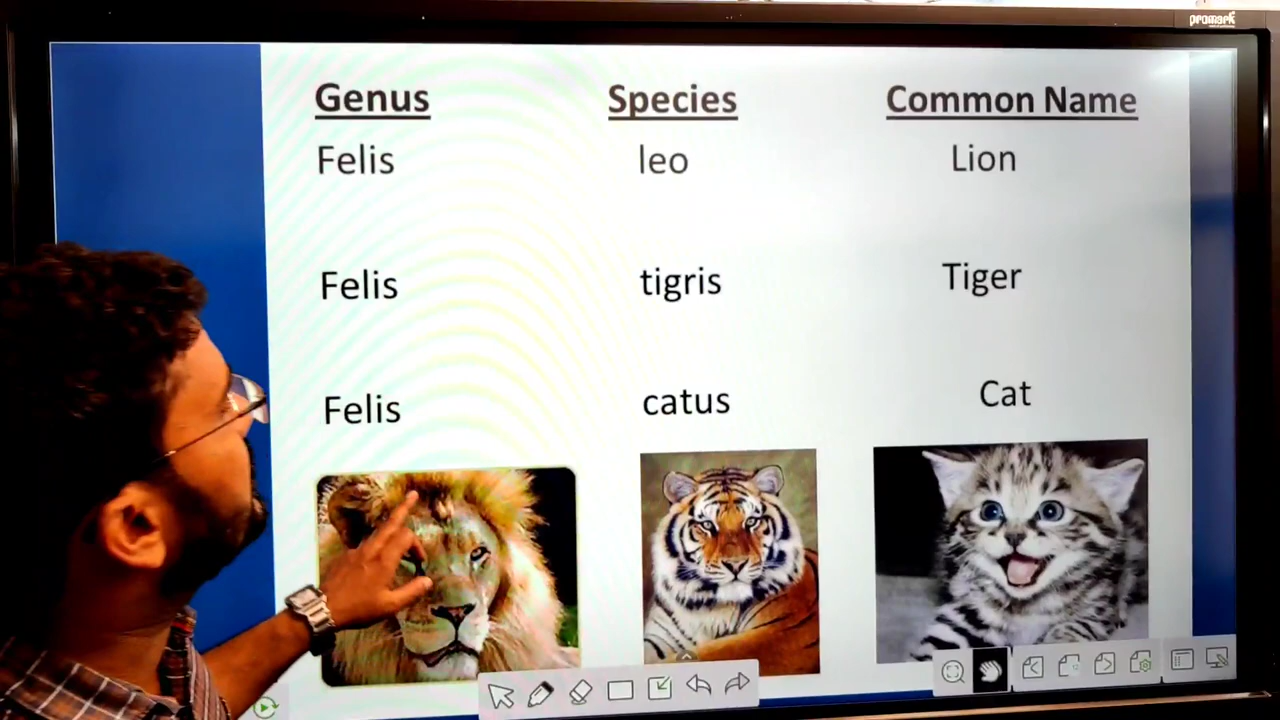 promark
Genus Species Common Name
Felis leo Lion
Felis tigris Tiger
Felis catus Cat